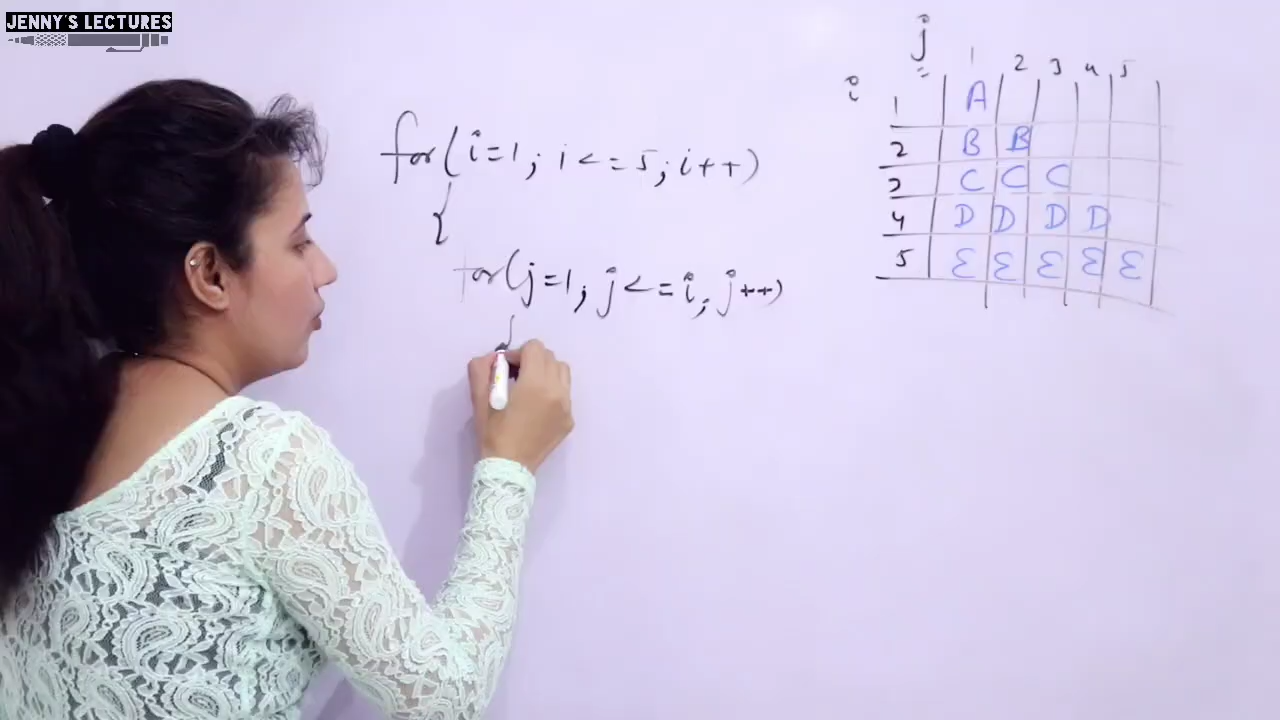 JENNY'S LECTURES
for(i=1; i<=5; i++)
{
for(j=1; j<=i; j++)
{
j
1 2 3 4 5
i
1 A
2 B B
3 C C C
4 D D D D
5 E E E E E